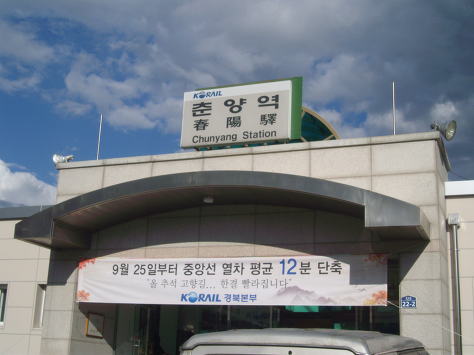 KORAIL
춘양역
春陽驛
Chunyang Station
9월 25일부터 중앙선 열차 평균 12분 단축
"올 추석 고향길... 한결 빨라집니다"
KORAIL 경북본부
22-2